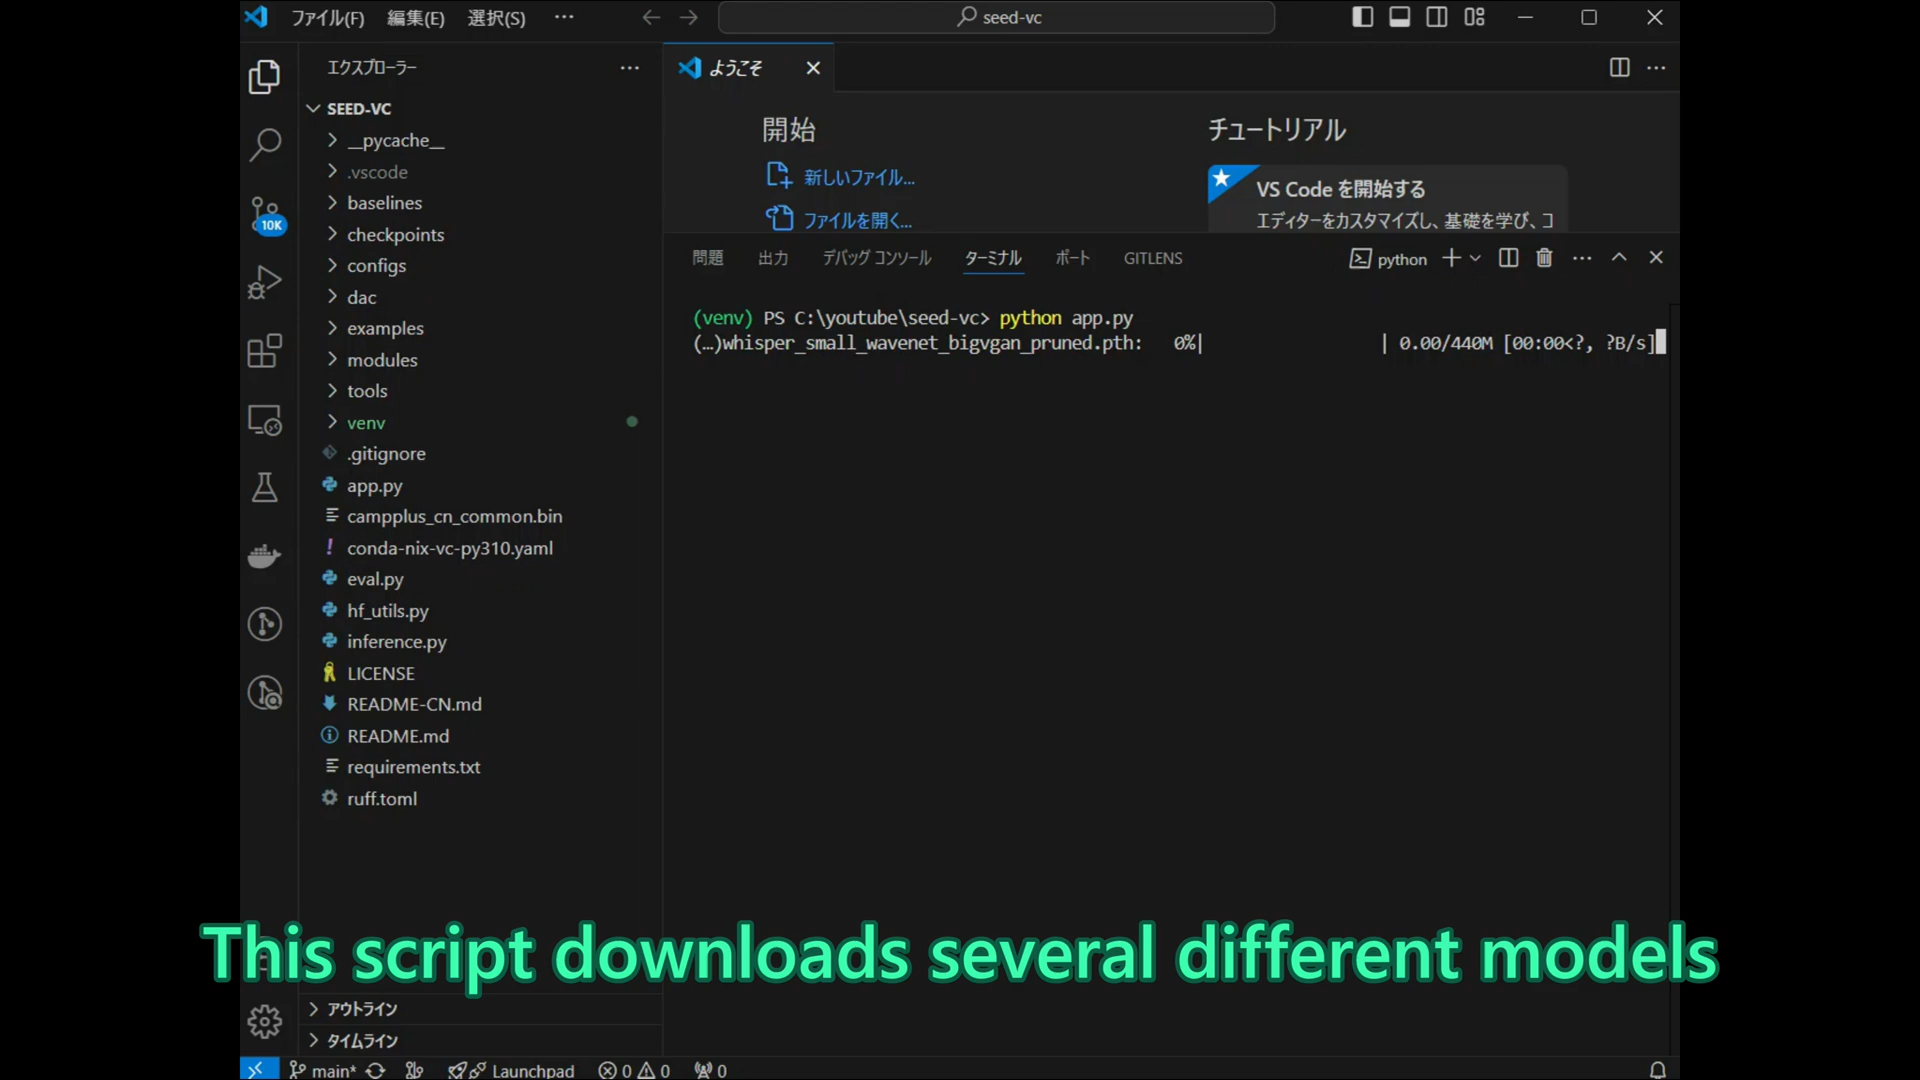 ファイル(F) 編集(E) 選択(S) … seed-vc
エクスプローラー …
ようこそ
SEED-VC
__pycache__
.vscode
baselines
checkpoints
configs
dac
examples
modules
tools
venv
.gitignore
app.py
campplus_cn_common.bin
conda-nix-vc-py310.yaml
eval.py
hf_utils.py
inference.py
LICENSE
README-CN.md
README.md
requirements.txt
ruff.toml
10K
開始
新しいファイル...
ファイルを開く...
チュートリアル
VS Code を開始する
エディターをカスタマイズし、基礎を学び、コ
問題 出力 デバッグ コンソール ターミナル ポート GITLENS python
(venv) PS C:\youtube\seed-vc> python app.py
(…)whisper_small_wavenet_bigvgan_pruned.pth: 0%| | 0.00/440M [00:00<?, ?B/s]
This script downloads several different models
アウトライン
タイムライン
main* Launchpad 0 0 0